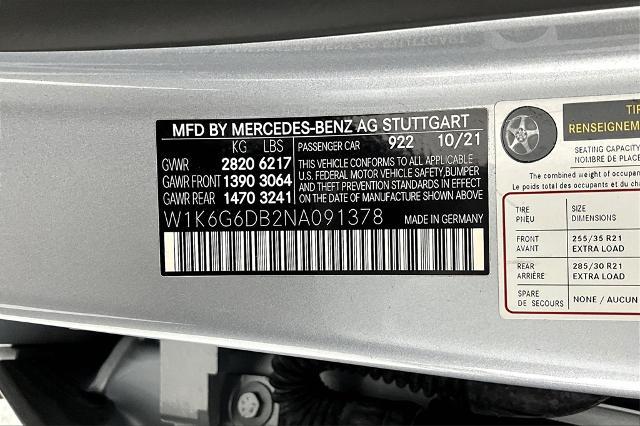 MFD BY MERCEDES-BENZ AG STUTTGART
KG LBS PASSENGER CAR 922 10/21
GVWR 2820 6217
GAWR FRONT 1390 3064
GAWR REAR 1470 3241
THIS VEHICLE CONFORMS TO ALL APPLICABLE
U.S. FEDERAL MOTOR VEHICLE SAFETY,BUMPER
AND THEFT PREVENTION STANDARDS IN EFFECT
ON THE DATE OF MANUFACTURE SHOWN ABOVE
W1K6G6DB2NA091378 MADE IN GERMANY
RENSEIGNEME
SEATING CAPACITY
NOMBRE DE PLACE
The combined weight of occupants
Le poids total des occupants et du char
TIRE SIZE
PNEU DIMENSIONS
FRONT 255/35 R21
AVANT EXTRA LOAD
REAR 285/30 R21
ARRIÈRE EXTRA LOAD
SPARE NONE / AUCUN
DE SECOURS